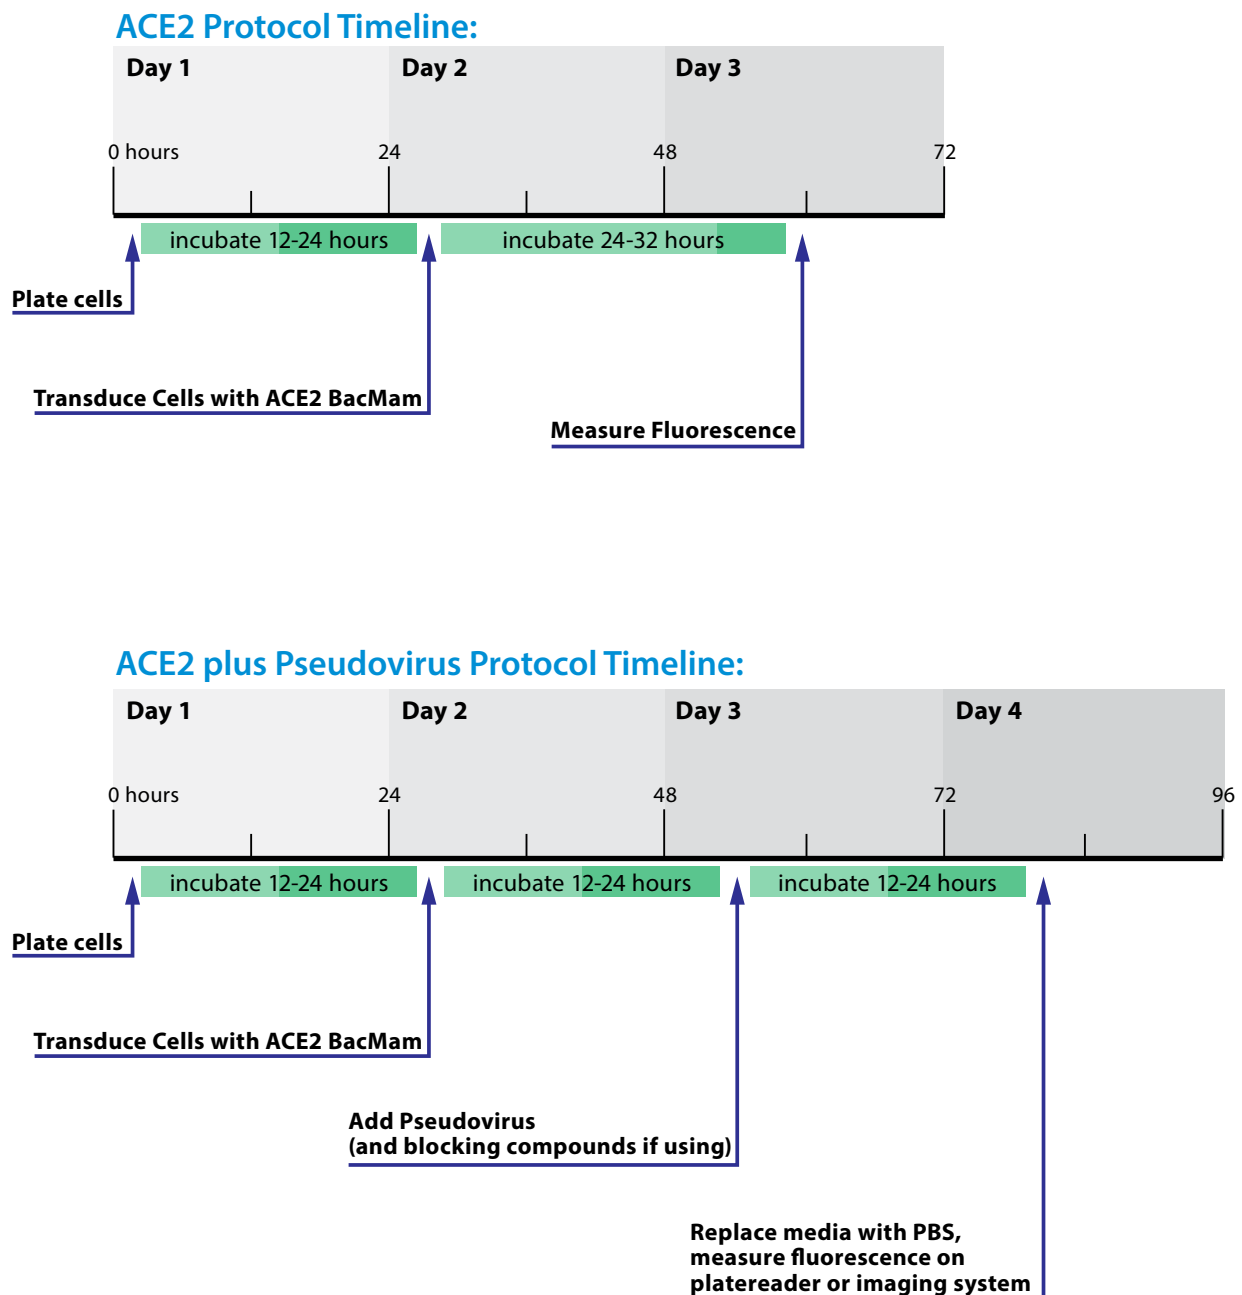 ACE2 Protocol Timeline:
Day 1
Day 2
Day 3
0 hours
24
48
72
incubate 12-24 hours
incubate 24-32 hours
Plate cells
Transduce Cells with ACE2 BacMam
Measure Fluorescence
ACE2 plus Pseudovirus Protocol Timeline:
Day 1
Day 2
Day 3
Day 4
0 hours
24
48
72
96
incubate 12-24 hours
incubate 12-24 hours
incubate 12-24 hours
Plate cells
Transduce Cells with ACE2 BacMam
Add Pseudovirus
(and blocking compounds if using)
Replace media with PBS,
measure fluorescence on
platereader or imaging system